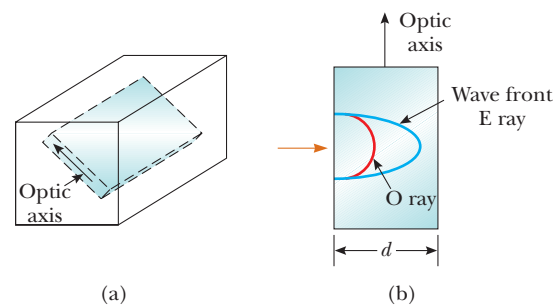 Optic
axis
(a)
Optic
axis
Wave front
E ray
O ray
d
(b)